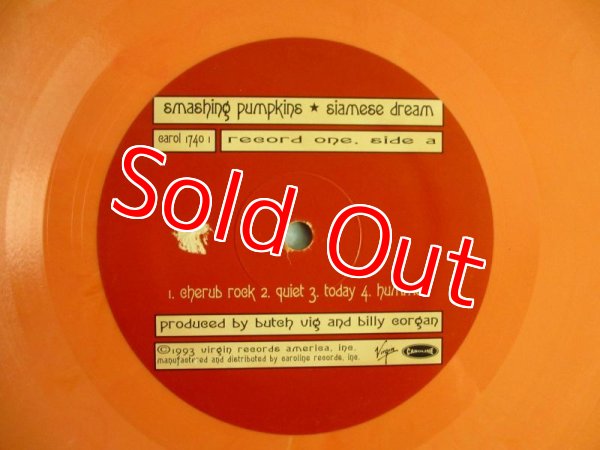 smashing pumpkins ★ siamese dream
carol 1740 1
record one, side a
Sold Out
1. cherub rock 2. quiet 3. today 4.
produced by butch vig and billy corgan
©1993 virgin records america, inc.
manufactured and distributed by caroline records, inc.
Virgin
CAROLINE